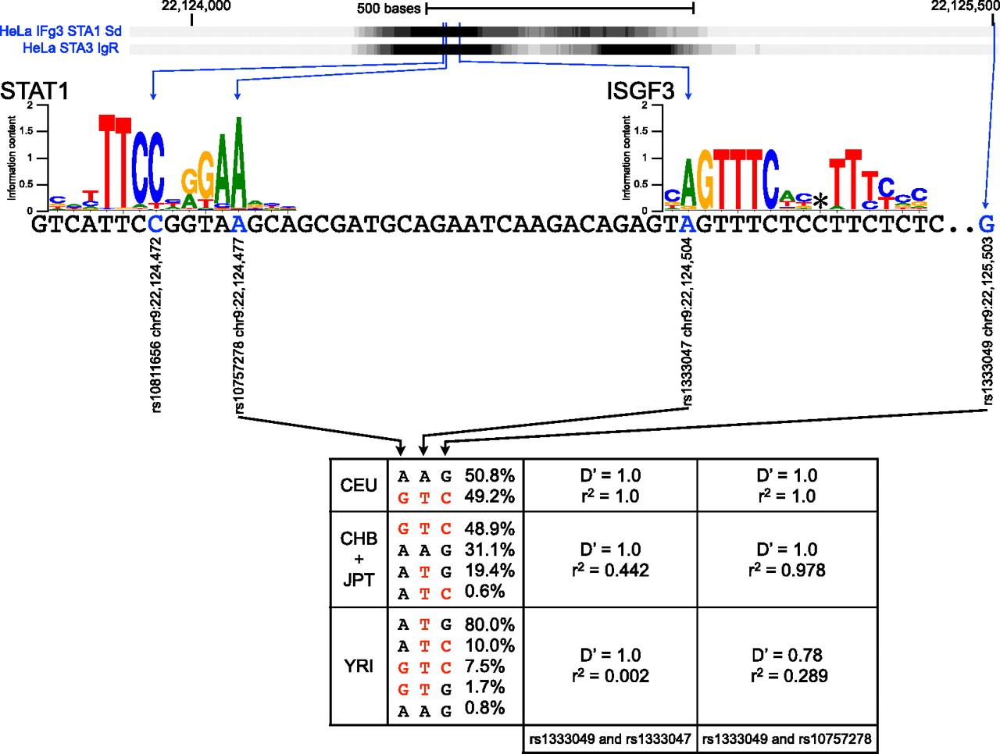 22,124,000 500 bases 22,125,500
HeLa IFg3 STA1 Sd
HeLa STA3 IgR
STAT1 ISGF3
Information content
2
1.5
1
0.5
0
Information content
2
1.5
1
0.5
0
*
GTCATTCCCGGTAAGCAGCGATGCAGAATCAAGACAGAGTAGTTTCTCCTTCTCTC..G
rs10811656 chr9:22,124,472
rs10757278 chr9:22,124,477
rs1333047 chr9:22,124,504
rs1333049 chr9:22,125,503
CEU
A A G 50.8%
G T C 49.2%
D' = 1.0
r2 = 1.0
D' = 1.0
r2 = 1.0
CHB
+
JPT
G T C 48.9%
A A G 31.1%
A T G 19.4%
A T C 0.6%
D' = 1.0
r2 = 0.442
D' = 1.0
r2 = 0.978
YRI
A T G 80.0%
A T C 10.0%
G T C 7.5%
G T G 1.7%
A A G 0.8%
D' = 1.0
r2 = 0.002
D' = 0.78
r2 = 0.289
rs1333049 and rs1333047
rs1333049 and rs10757278